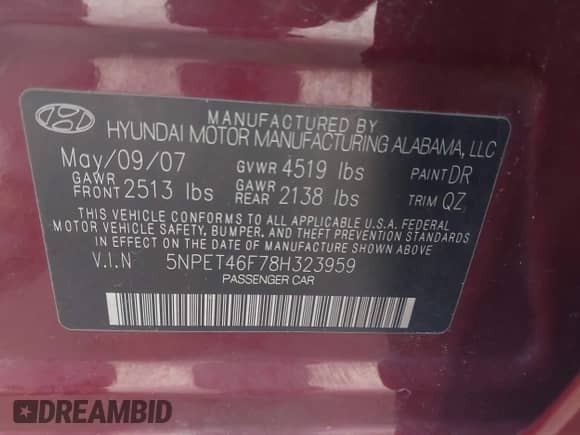 MANUFACTURED BY
HYUNDAI MOTOR MANUFACTURING ALABAMA, LLC
May/09/07 GVWR 4519 lbs PAINT DR
GAWR FRONT 2513 lbs GAWR REAR 2138 lbs TRIM QZ
THIS VEHICLE CONFORMS TO ALL APPLICABLE U.S.A. FEDERAL
MOTOR VEHICLE SAFETY, BUMPER, AND THEFT PREVENTION STANDARDS
IN EFFECT ON THE DATE OF MANUFACTURE SHOWN ABOVE
V.I.N 5NPET46F78H323959
PASSENGER CAR
DREAMBID